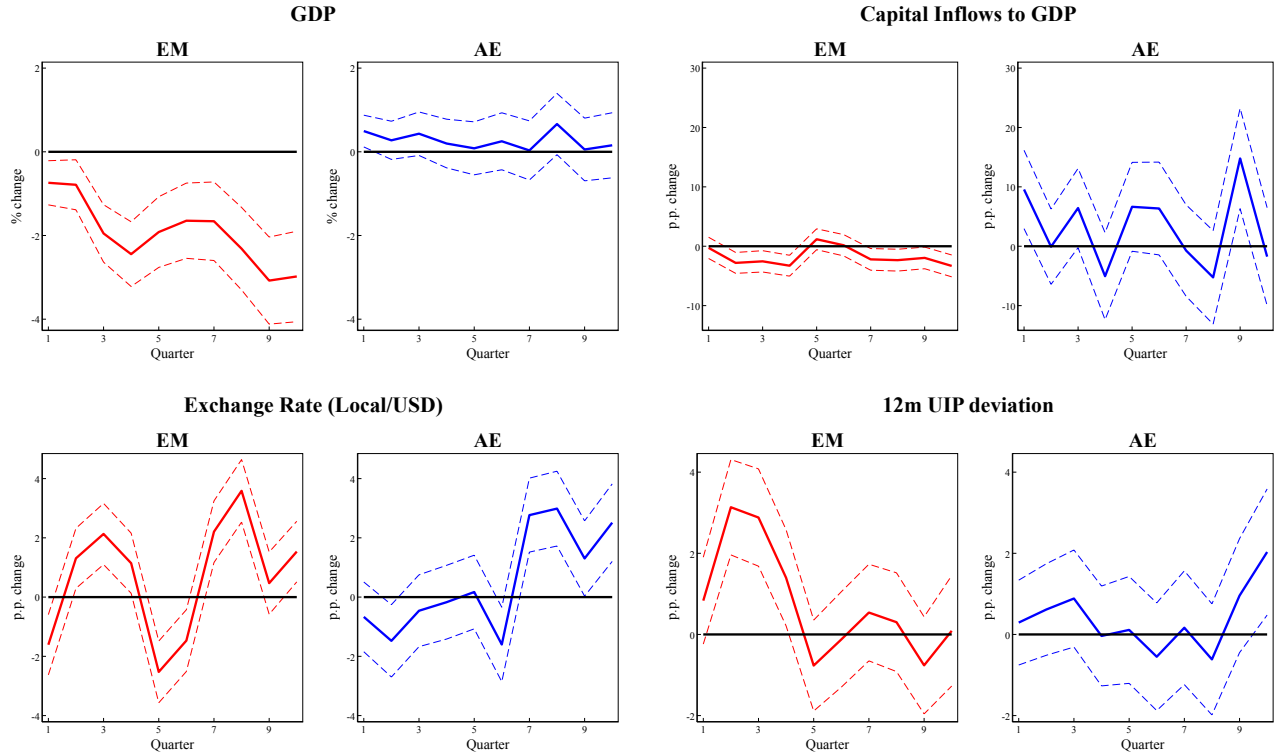 GDP
EM
AE
% change
2
0
-2
-4
1 3 5 7 9
Quarter
% change
2
0
-2
-4
1 3 5 7 9
Quarter
Capital Inflows to GDP
EM
AE
p.p. change
30
20
10
0
-10
1 3 5 7 9
Quarter
p.p. change
30
20
10
0
-10
1 3 5 7 9
Quarter
Exchange Rate (Local/USD)
EM
AE
p.p. change
4
2
0
-2
-4
1 3 5 7 9
Quarter
p.p. change
4
2
0
-2
-4
1 3 5 7 9
Quarter
12m UIP deviation
EM
AE
p.p. change
4
2
0
-2
1 3 5 7 9
Quarter
p.p. change
4
2
0
-2
1 3 5 7 9
Quarter